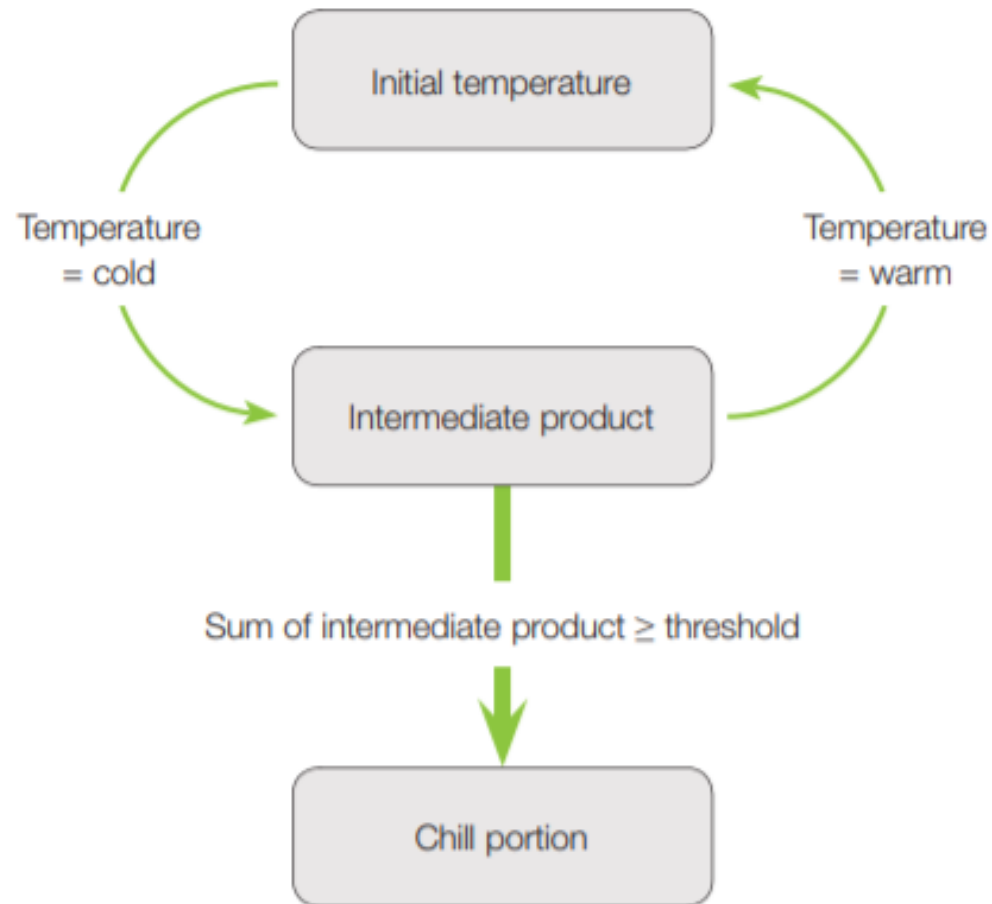 Initial temperature
Temperature
= cold
Temperature
= warm
Intermediate product
Sum of intermediate product ≥ threshold
Chill portion